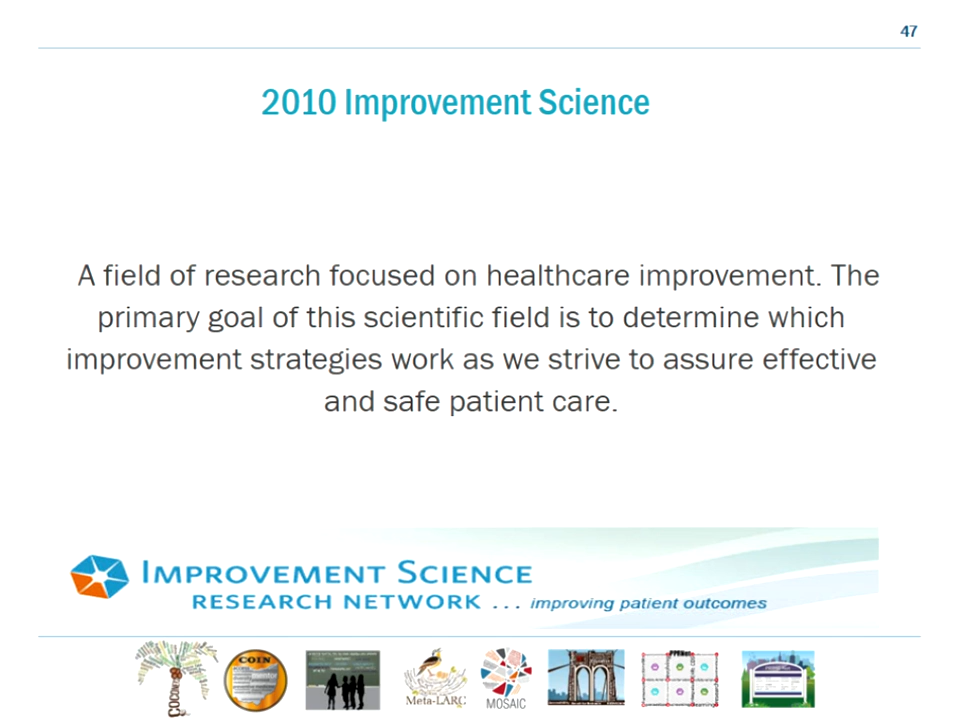 47
2010 Improvement Science
A field of research focused on healthcare improvement. The
primary goal of this scientific field is to determine which
improvement strategies work as we strive to assure effective
and safe patient care.
IMPROVEMENT SCIENCE
RESEARCH NETWORK ... improving patient outcomes
COCONET
COIN
Meta-LARC
MOSAIC
PPRNet